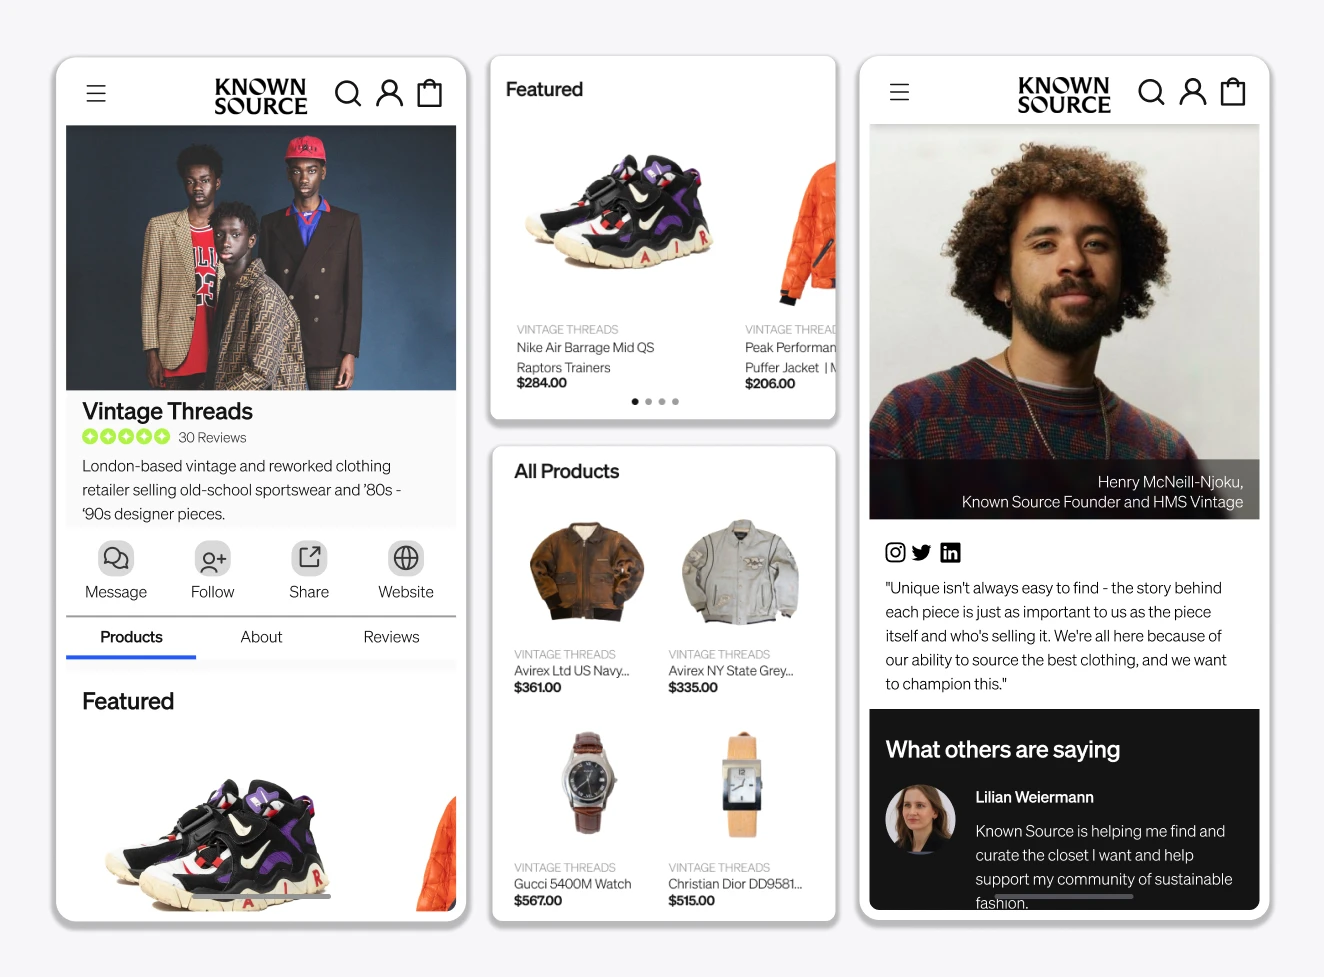 KNOWN
SOURCE
Vintage Threads
30 Reviews
London-based vintage and reworked clothing
retailer selling old-school sportswear and ’80s -
‘90s designer pieces.
Message
Follow
Share
Website
Products
About
Reviews
Featured
A I R
Featured
A I R
VINTAGE THREADS
Nike Air Barrage Mid QS
Raptors Trainers
$284.00
VINTAGE THREAD
Peak Performan
Puffer Jacket | M
$206.00
All Products
VINTAGE THREADS
Avirex Ltd US Navy...
$361.00
VINTAGE THREADS
Avirex NY State Grey...
$335.00
VINTAGE THREADS
Gucci 5400M Watch
$567.00
VINTAGE THREADS
Christian Dior DD9581...
$515.00
KNOWN
SOURCE
Henry McNeill-Njoku,
Known Source Founder and HMS Vintage
"Unique isn't always easy to find - the story behind
each piece is just as important to us as the piece
itself and who's selling it. We're all here because of
our ability to source the best clothing, and we want
to champion this."
What others are saying
Lilian Weiermann
Known Source is helping me find and
curate the closet I want and help
support my community of sustainable
fashion.